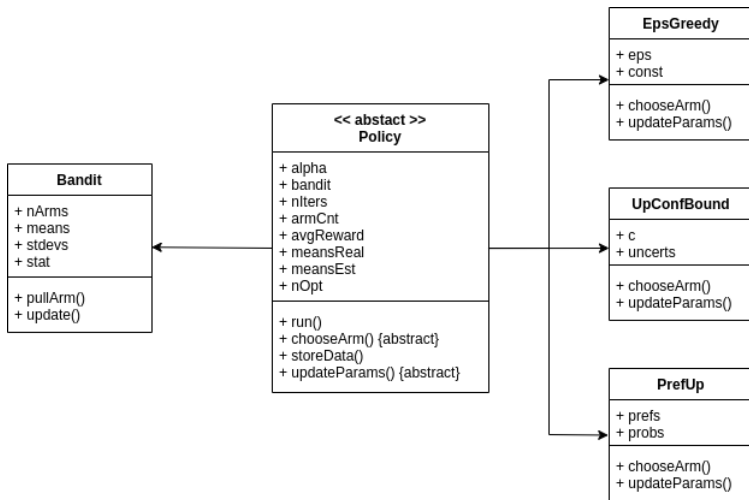 Bandit
+ nArms
+ means
+ stdevs
+ stat
+ pullArm()
+ update()
<< abstact >>
Policy
+ alpha
+ bandit
+ nIters
+ armCnt
+ avgReward
+ meansReal
+ meansEst
+ nOpt
+ run()
+ chooseArm() {abstract}
+ storeData()
+ updateParams() {abstract}
EpsGreedy
+ eps
+ const
+ chooseArm()
+ updateParams()
UpConfBound
+ c
+ uncerts
+ chooseArm()
+ updateParams()
PrefUp
+ prefs
+ probs
+ chooseArm()
+ updateParams()